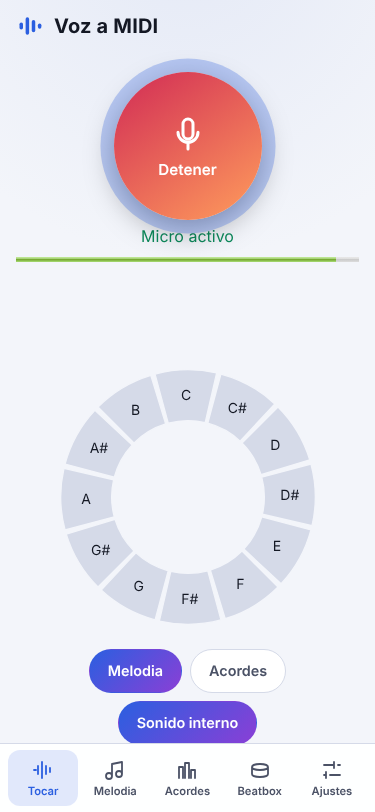 Voz a MIDI
Detener
Micro activo
C
C#
D
D#
E
F
F#
G
G#
A
A#
B
Melodia
Acordes
Sonido interno
Tocar
Melodia
Acordes
Beatbox
Ajustes